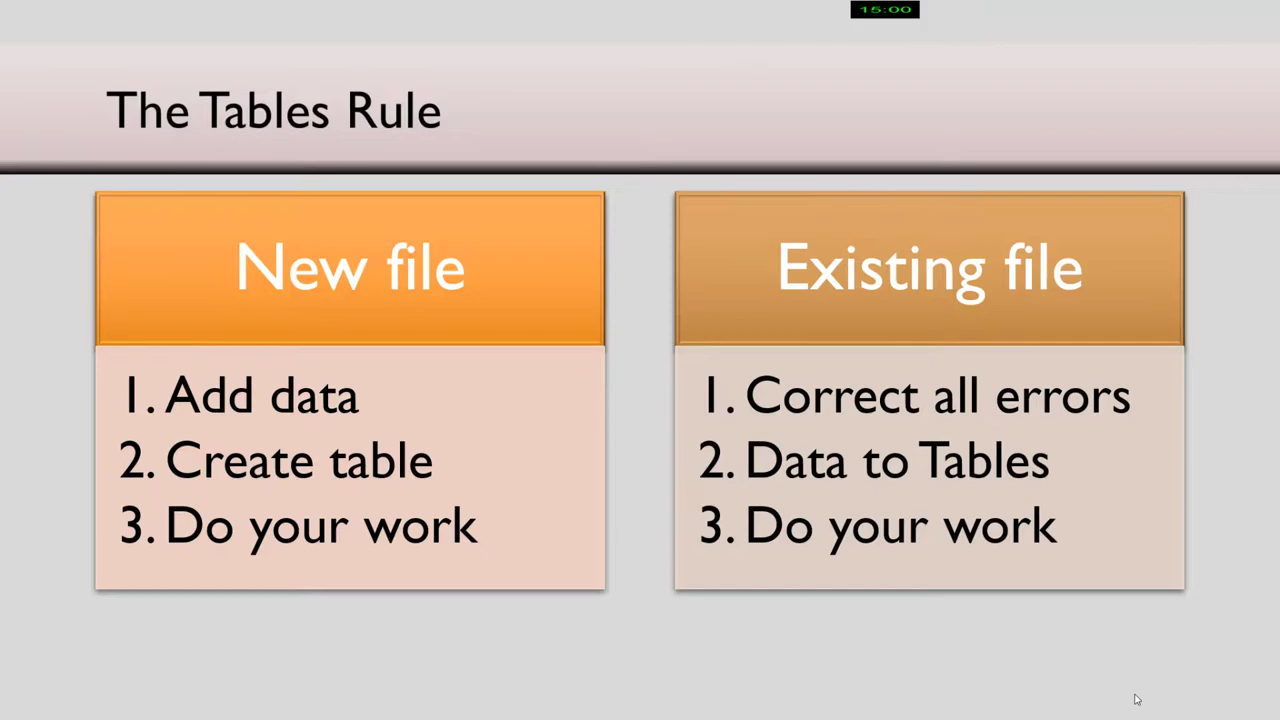 15:00
The Tables Rule
New file
1. Add data
2. Create table
3. Do your work
Existing file
1. Correct all errors
2. Data to Tables
3. Do your work